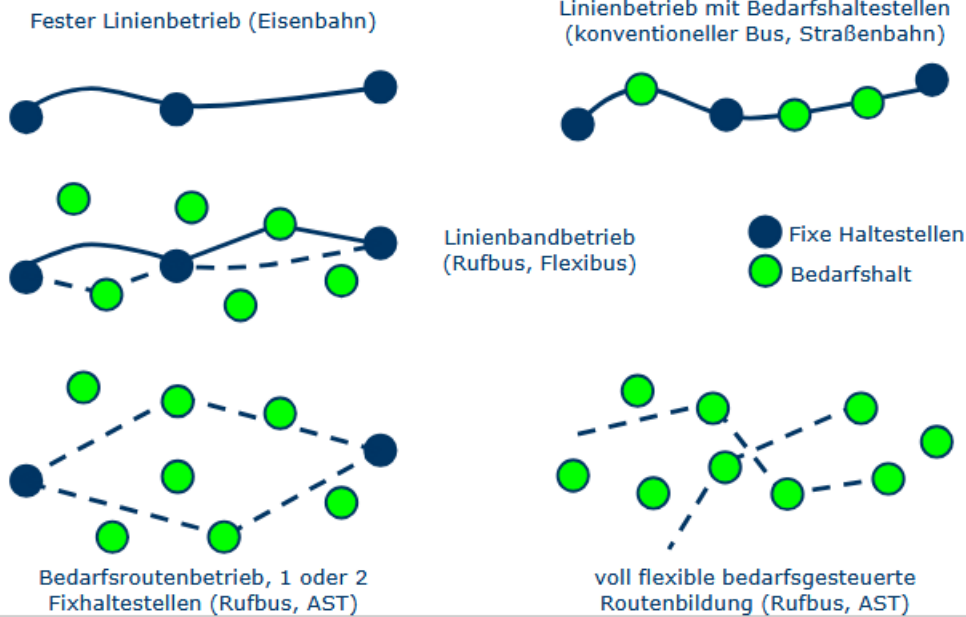 Fester Linienbetrieb (Eisenbahn)
Linienbetrieb mit Bedarfshaltestellen
(konventioneller Bus, Straßenbahn)
Linienbandbetrieb
(Rufbus, Flexibus)
Fixe Haltestellen
Bedarfshalt
Bedarfsroutenbetrieb, 1 oder 2
Fixhaltestellen (Rufbus, AST)
voll flexible bedarfsgesteuerte
Routenbildung (Rufbus, AST)